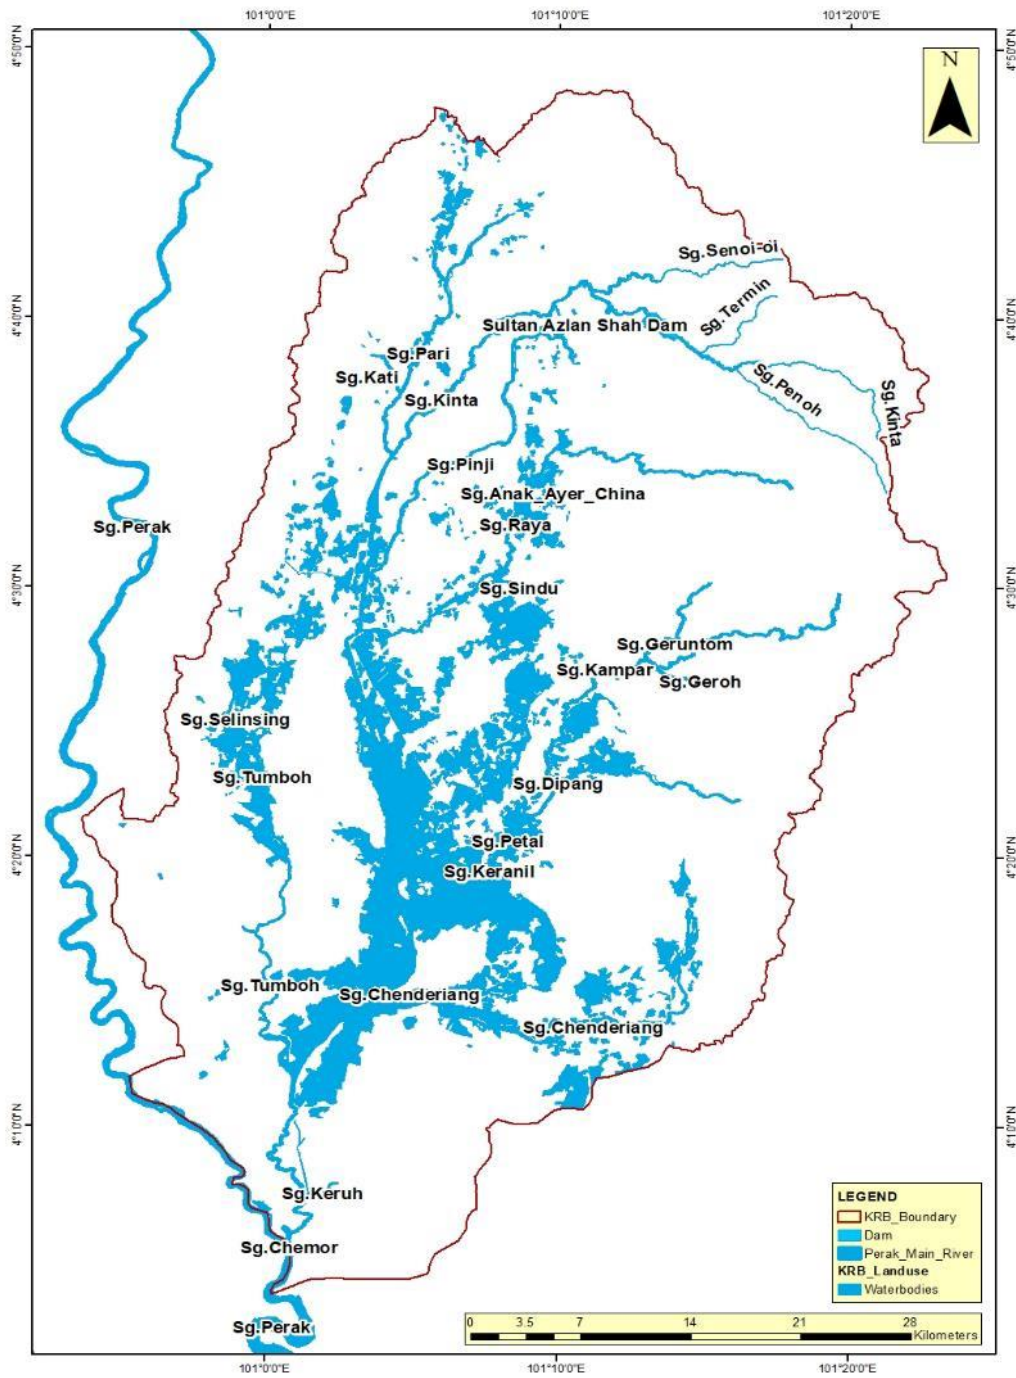 101°0'0"E 101°10'0"E 101°20'0"E
4°50'0"N 4°50'0"N
N
Sg.Senoi-oi
Sg.Termin
4°40'0"N 4°40'0"N
Sultan Azlan Shah Dam
Sg.Pari
Sg.Kati
Sg.Penoh
Sg.Kinta
Sg.Kinta
Sg.Pinji
Sg.Anak_Ayer_China
Sg.Perak
Sg.Raya
4°30'0"N 4°30'0"N
Sg.Sindu
Sg.Geruntom
Sg.Kampar
Sg.Geroh
Sg.Selinsing
Sg.Tumboh
Sg.Dipang
Sg.Petal
4°20'0"N 4°20'0"N
Sg.Keranil
Sg.Tumboh
Sg.Chenderiang
Sg.Chenderiang
4°10'0"N 4°10'0"N
Sg.Keruh
Sg.Chemor
Sg.Perak
LEGEND
KRB_Boundary
Dam
Perak_Main_River
KRB_Landuse
Waterbodies
0 3.5 7 14 21 28
Kilometers
101°0'0"E 101°10'0"E 101°20'0"E